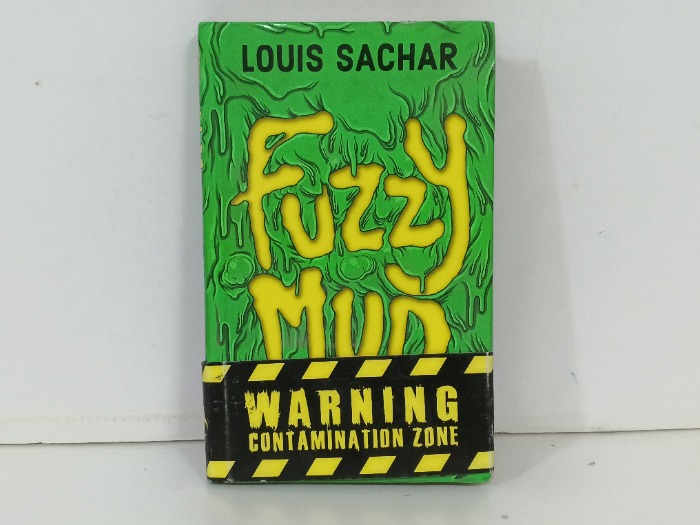 LOUIS SACHAR
Fuzzy
MUD
WARNING
CONTAMINATION ZONE